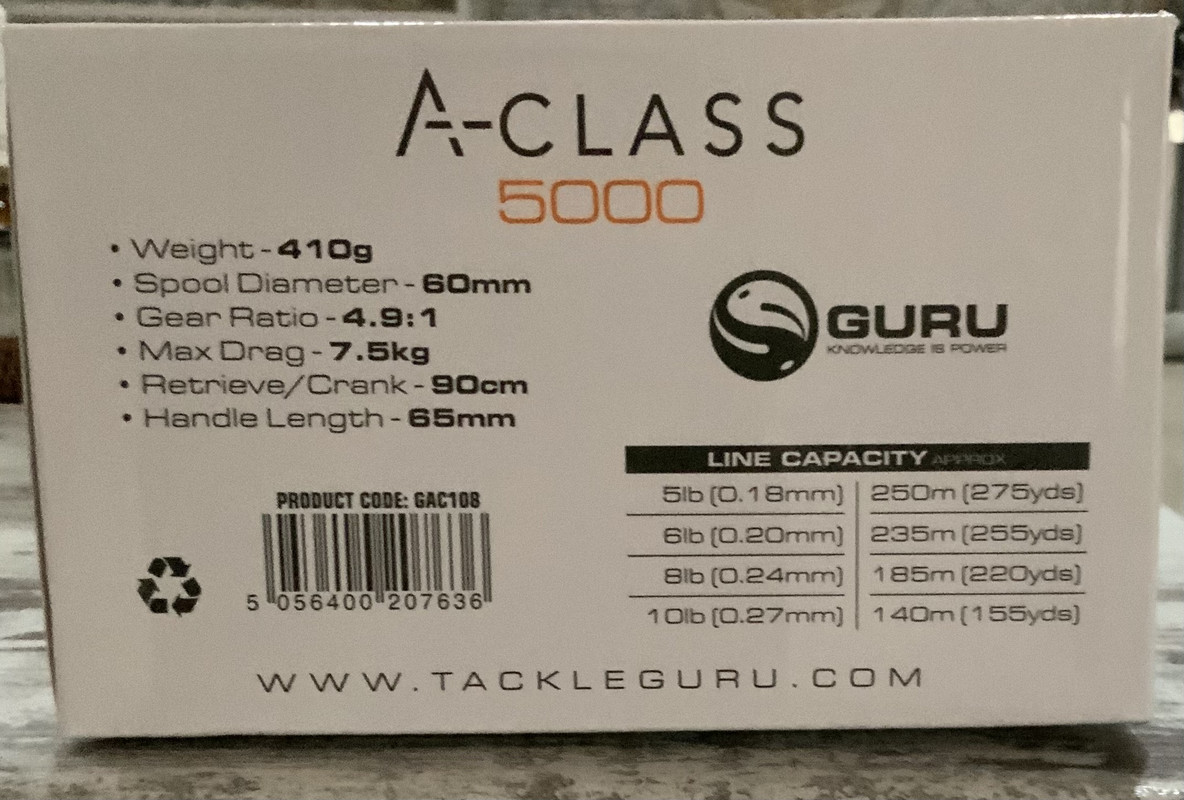 A-CLASS
5000
• Weight - 410g
• Spool Diameter - 60mm
• Gear Ratio - 4.9:1
• Max Drag - 7.5kg
• Retrieve/Crank - 90cm
• Handle Length - 65mm
GURU
KNOWLEDGE IS POWER
LINE CAPACITY APPROX
5lb (0.18mm) 250m (275yds)
6lb (0.20mm) 235m (255yds)
8lb (0.24mm) 185m (220yds)
10lb (0.27mm) 140m (155yds)
PRODUCT CODE: GAC108
5 056400 207636
WWW.TACKLEGURU.COM